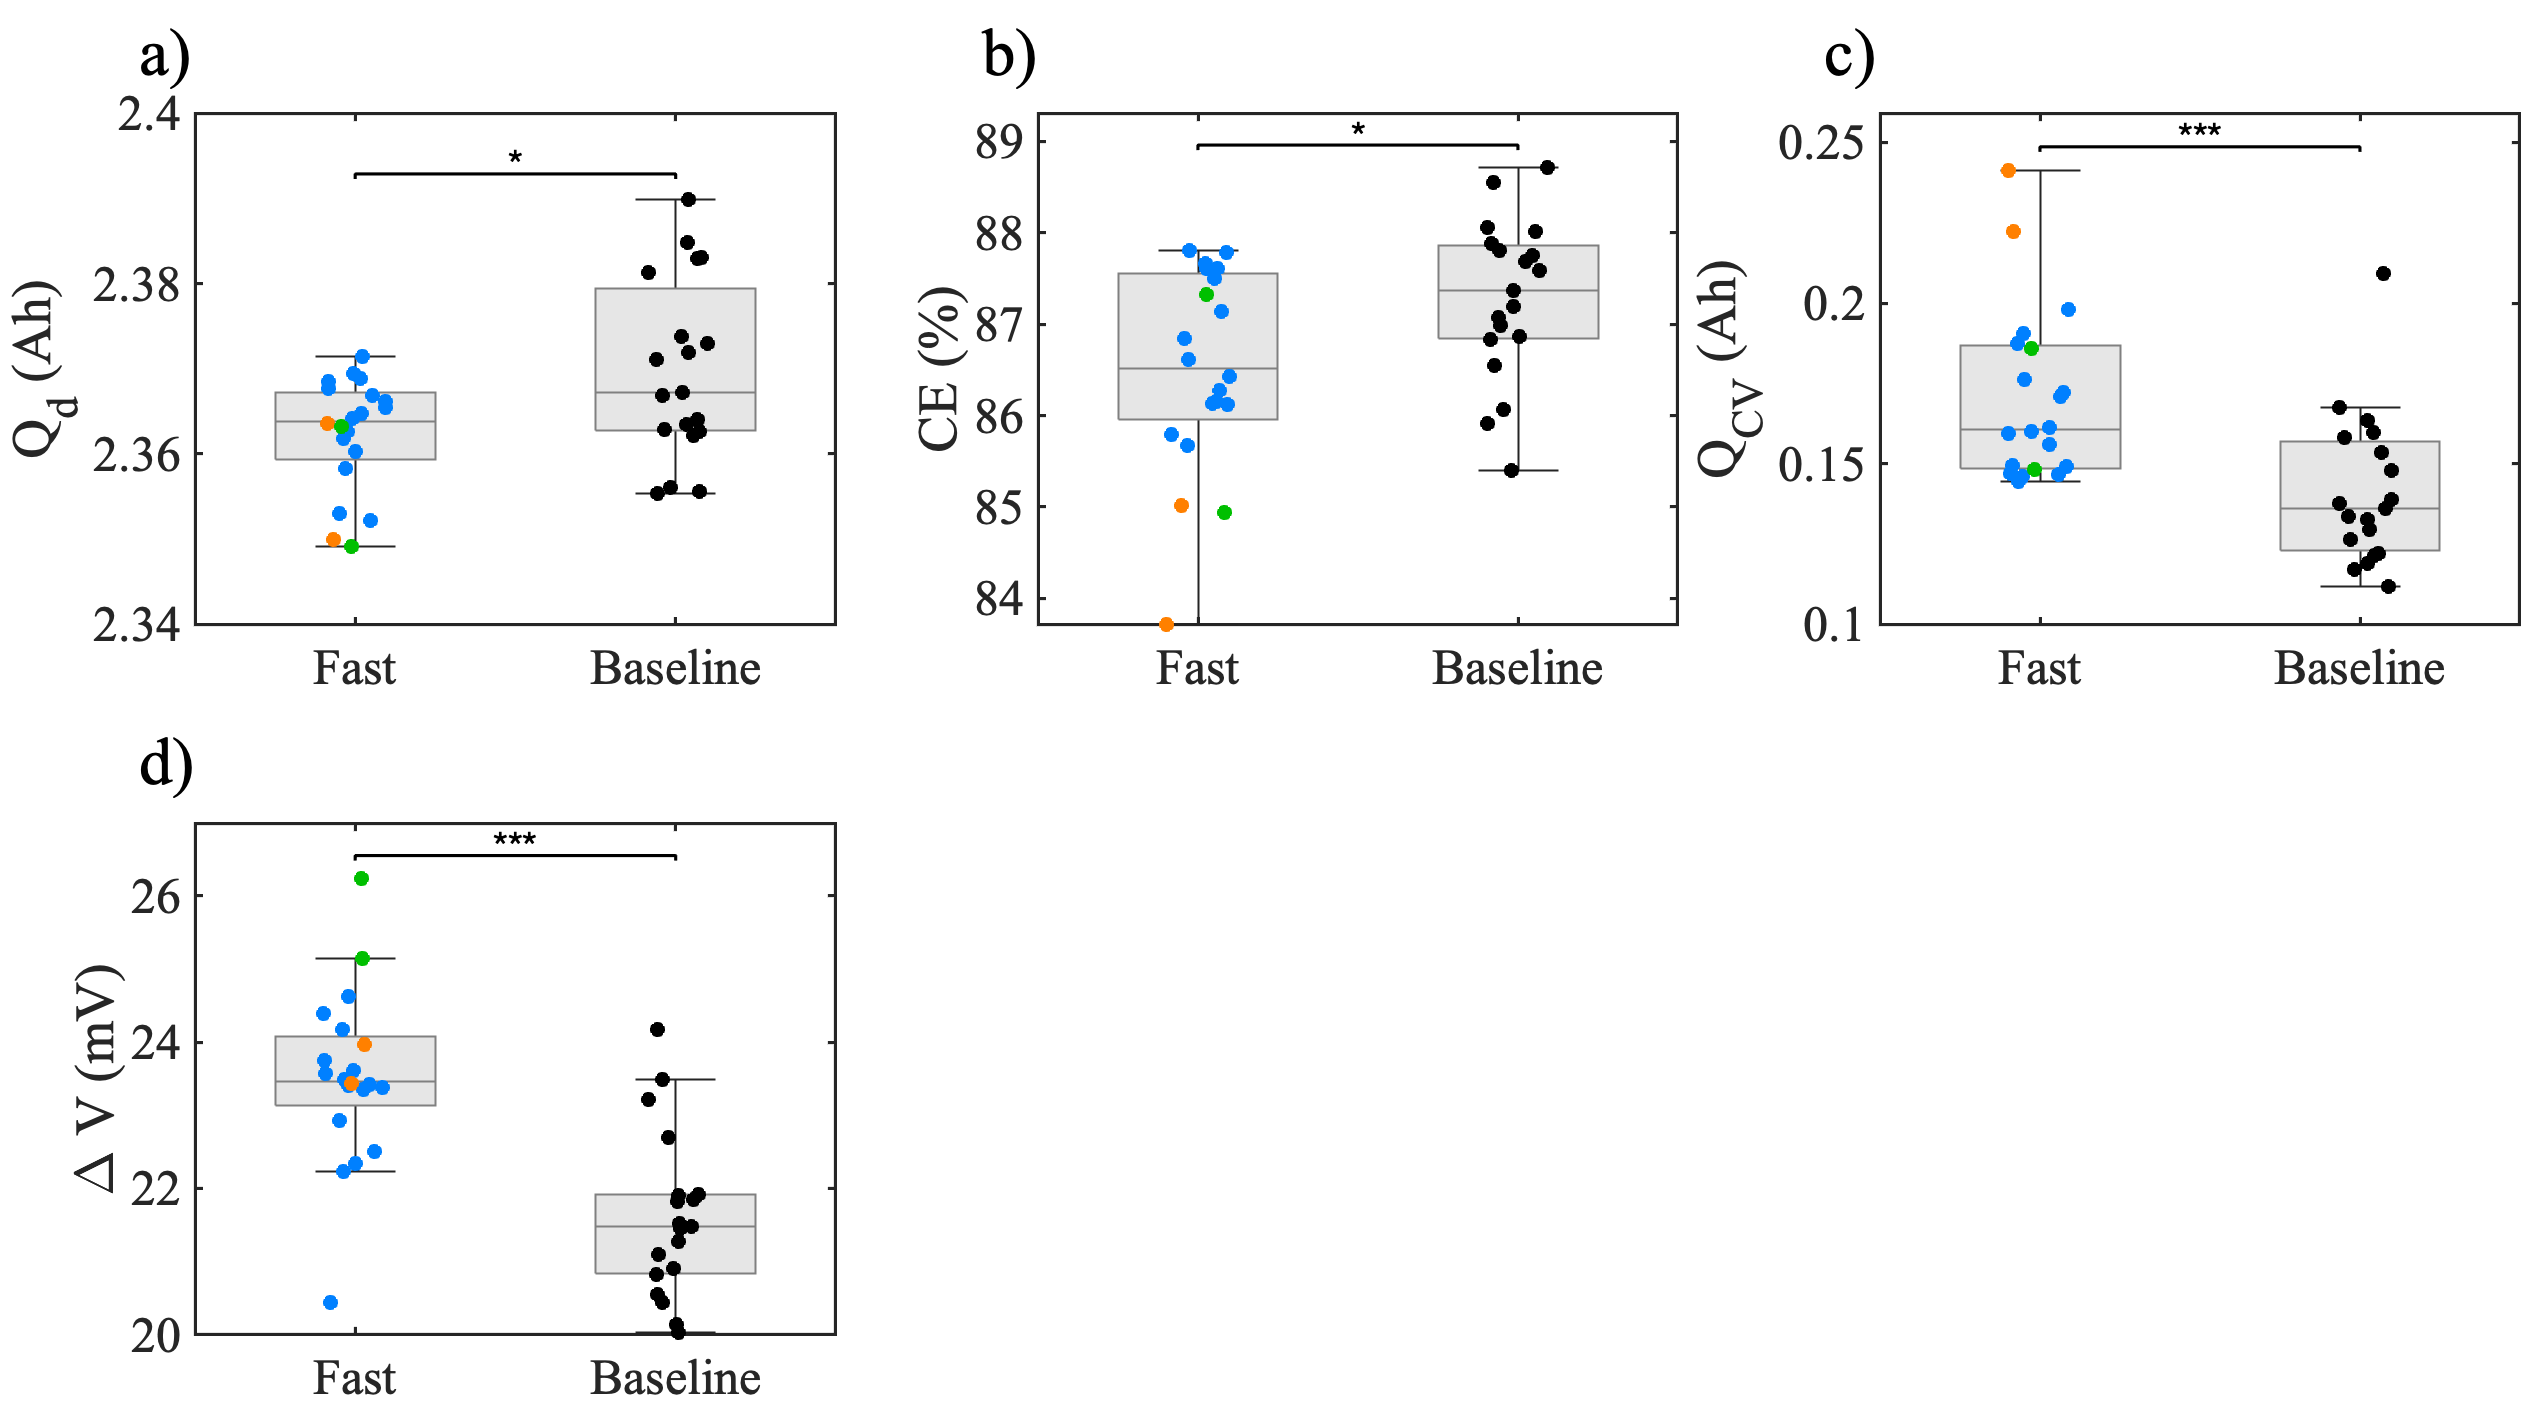 a)
2.4
2.38
2.36
2.34
Q_d (Ah)
*
Fast
Baseline
b)
89
88
87
86
85
84
CE (%)
*
Fast
Baseline
c)
0.25
0.2
0.15
0.1
Q_CV (Ah)
***
Fast
Baseline
d)
26
24
22
20
Δ V (mV)
***
Fast
Baseline